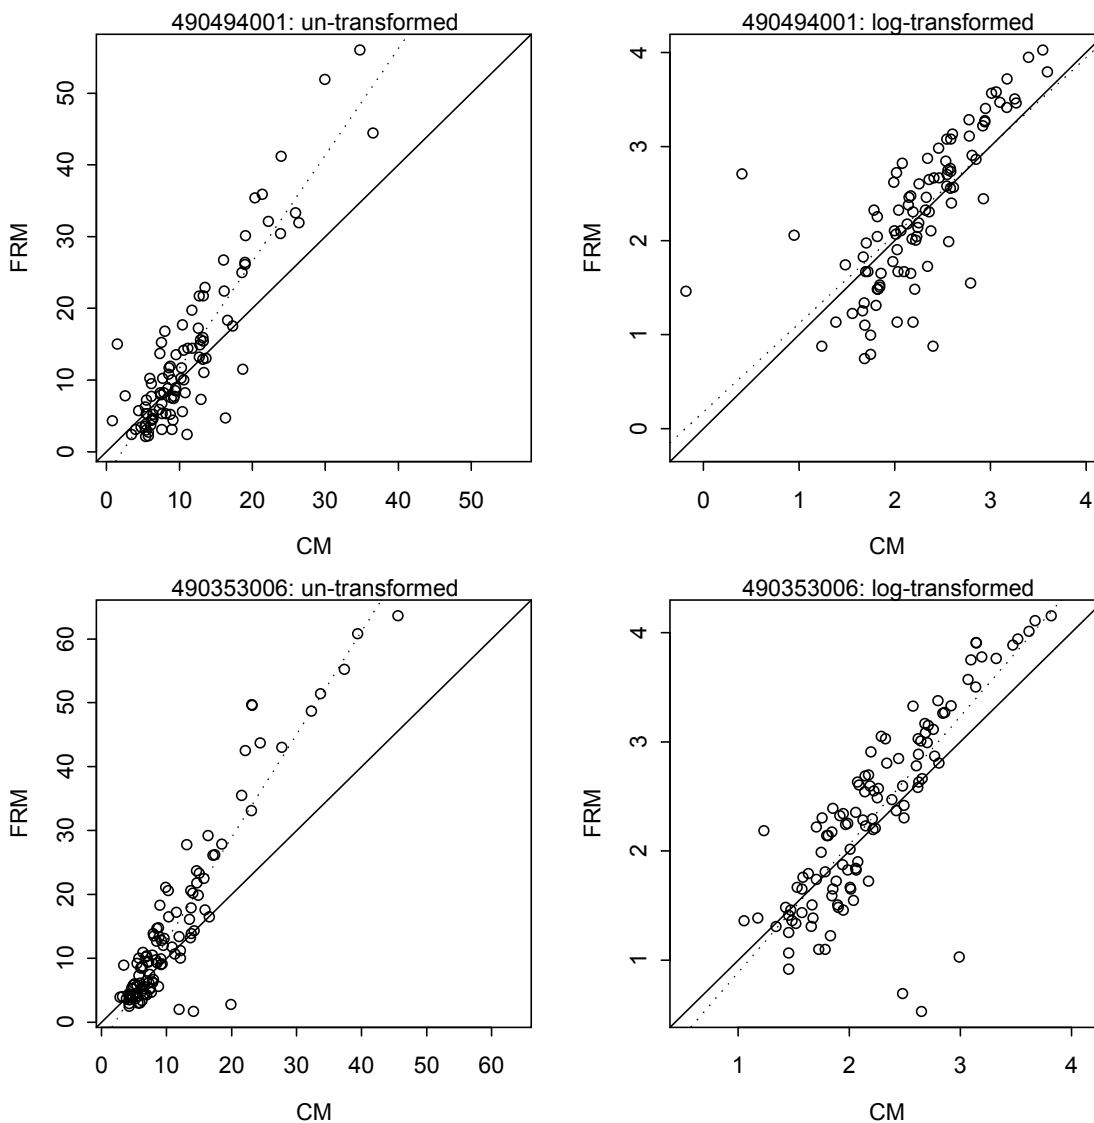 490494001: un-transformed
FRM
50
40
30
20
10
0
0 10 20 30 40 50
CM
490494001: log-transformed
FRM
4
3
2
1
0
0 1 2 3 4
CM
490353006: un-transformed
FRM
60
50
40
30
20
10
0
0 10 20 30 40 50 60
CM
490353006: log-transformed
FRM
4
3
2
1
1 2 3 4
CM